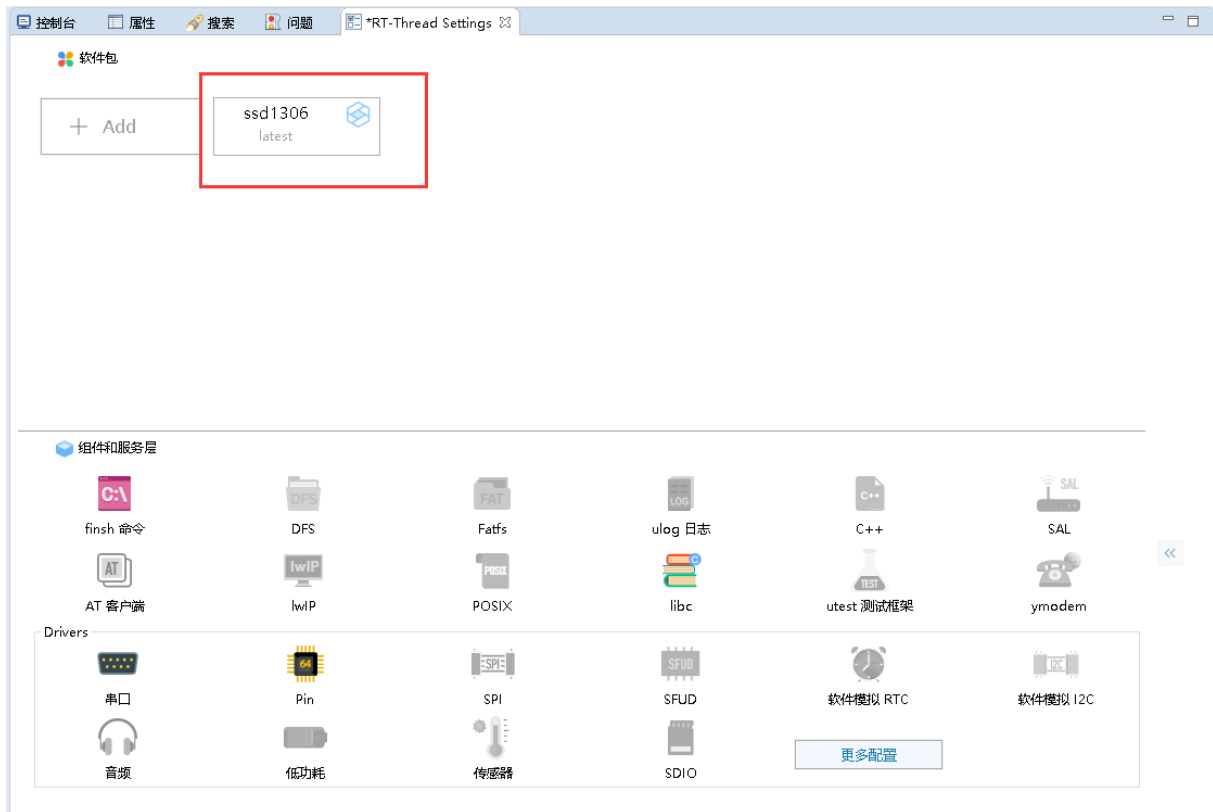 控制台 属性 搜索 问题 *RT-Thread Settings
软件包
+ Add
ssd1306
latest
组件和服务层
C:\ DFS FAT LOG C++ SAL
finsh 命令 DFS Fatfs ulog 日志 C++ SAL
AT lwIP POSIX C TEST
AT 客户端 lwIP POSIX libc utest 测试框架 ymodem
Drivers
64 SPI SFUD I2C
串口 Pin SPI SFUD 软件模拟 RTC 软件模拟 I2C
音频 低功耗 传感器 SDIO 更多配置